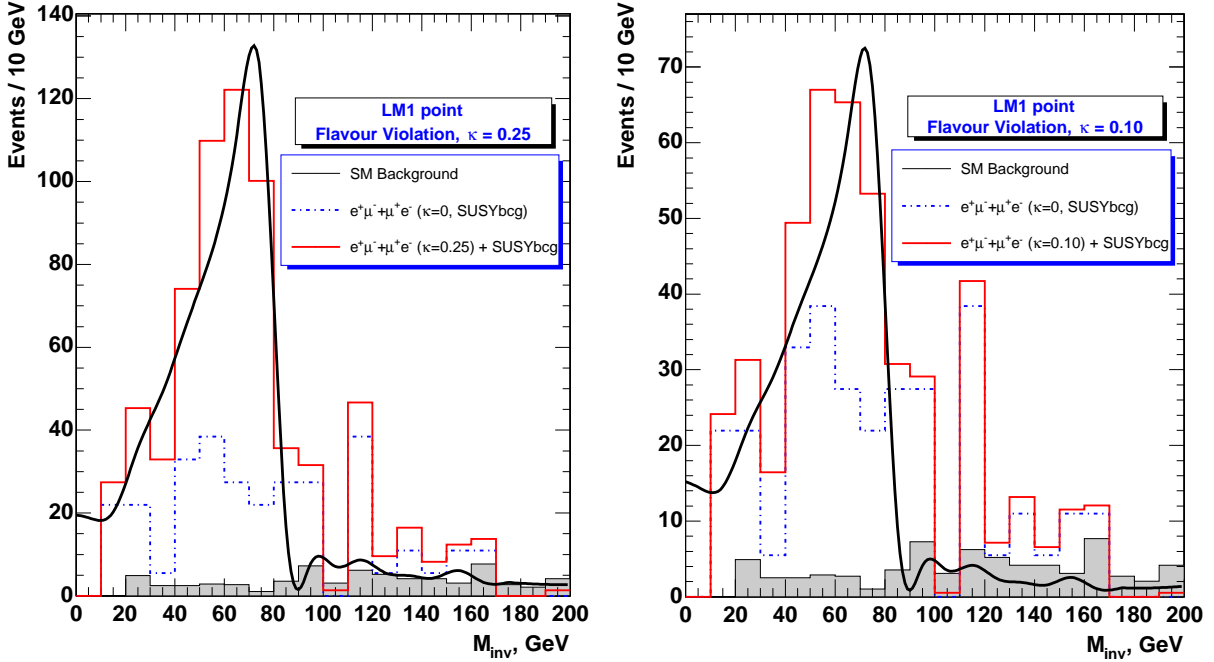 Events / 10 GeV
140
120
100
80
60
40
20
0
LM1 point
Flavour Violation, κ = 0.25
SM Background
e⁺μ⁻+μ⁺e⁻ (κ=0, SUSYbcg)
e⁺μ⁻+μ⁺e⁻ (κ=0.25) + SUSYbcg
0 20 40 60 80 100 120 140 160 180 200
M_inv, GeV
Events / 10 GeV
70
60
50
40
30
20
10
0
LM1 point
Flavour Violation, κ = 0.10
SM Background
e⁺μ⁻+μ⁺e⁻ (κ=0, SUSYbcg)
e⁺μ⁻+μ⁺e⁻ (κ=0.10) + SUSYbcg
0 20 40 60 80 100 120 140 160 180 200
M_inv, GeV